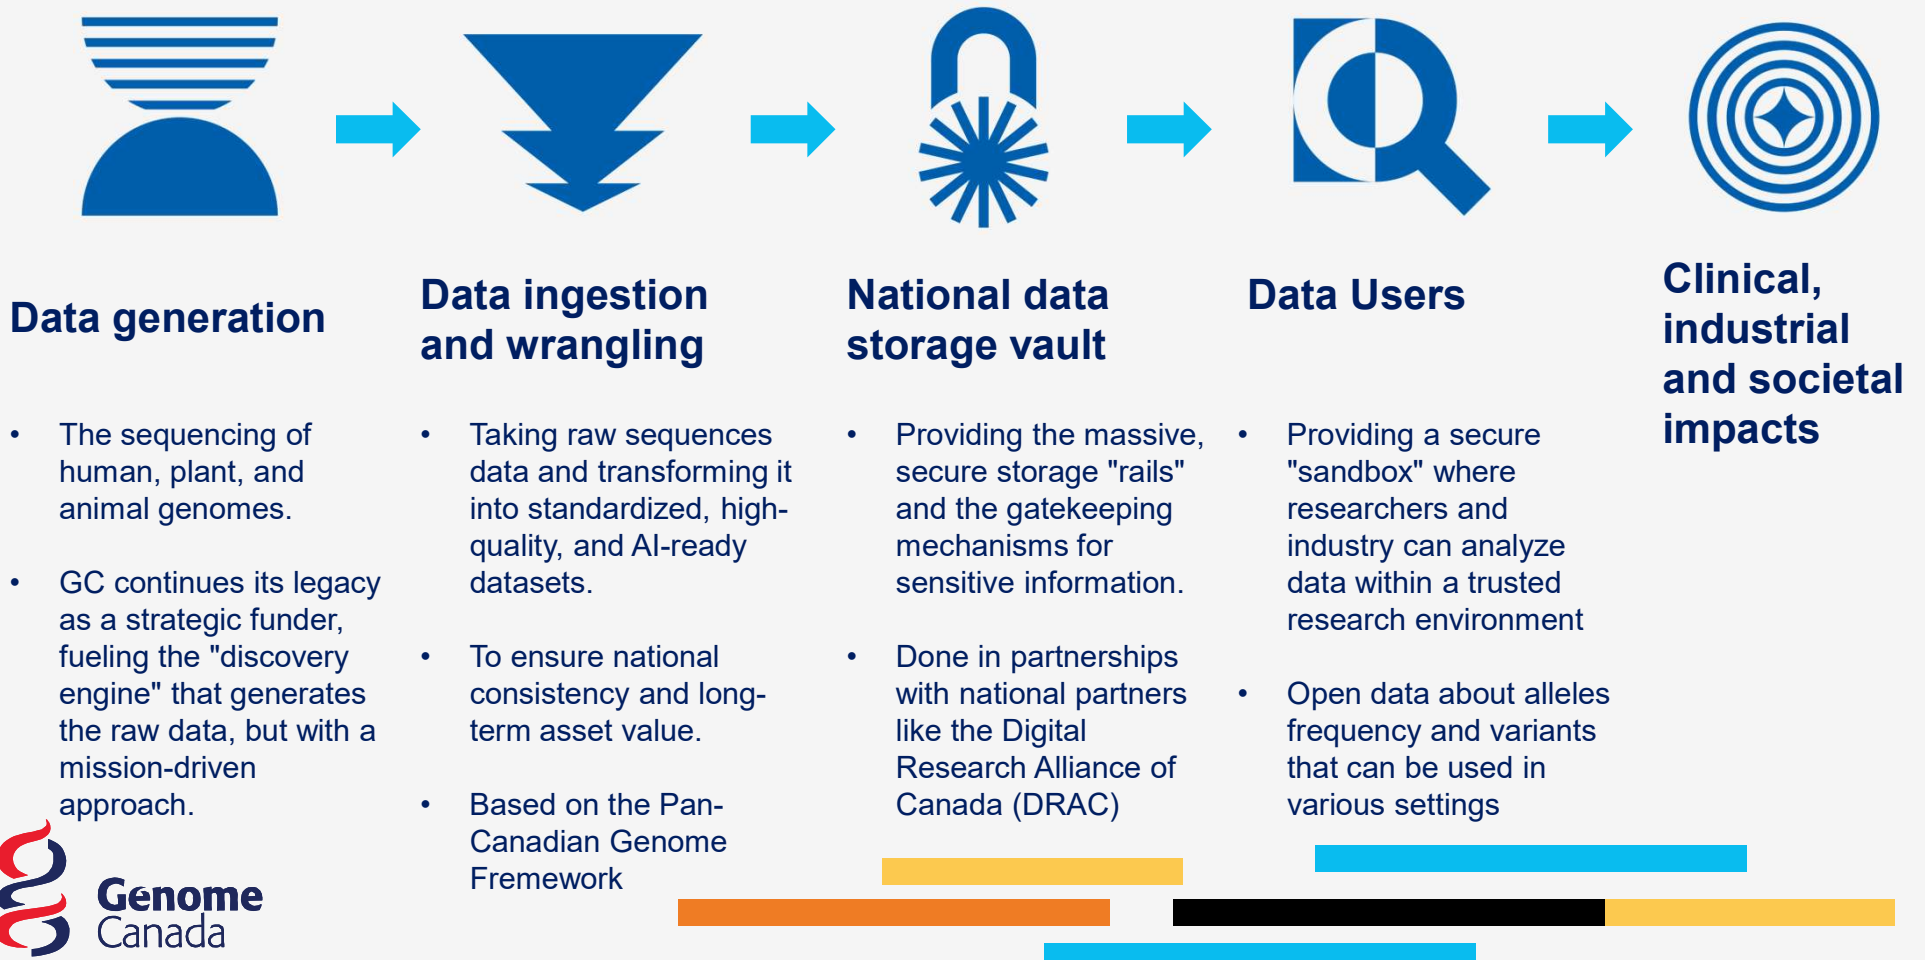 Data generation
• The sequencing of
human, plant, and
animal genomes.
• GC continues its legacy
as a strategic funder,
fueling the "discovery
engine" that generates
the raw data, but with a
mission-driven
approach.
Data ingestion
and wrangling
• Taking raw sequences
data and transforming it
into standardized, high-
quality, and AI-ready
datasets.
• To ensure national
consistency and long-
term asset value.
• Based on the Pan-
Canadian Genome
Fremework
National data
storage vault
• Providing the massive,
secure storage "rails"
and the gatekeeping
mechanisms for
sensitive information.
• Done in partnerships
with national partners
like the Digital
Research Alliance of
Canada (DRAC)
Data Users
• Providing a secure
"sandbox" where
researchers and
industry can analyze
data within a trusted
research environment
• Open data about alleles
frequency and variants
that can be used in
various settings
Clinical,
industrial
and societal
impacts
Genome
Canada